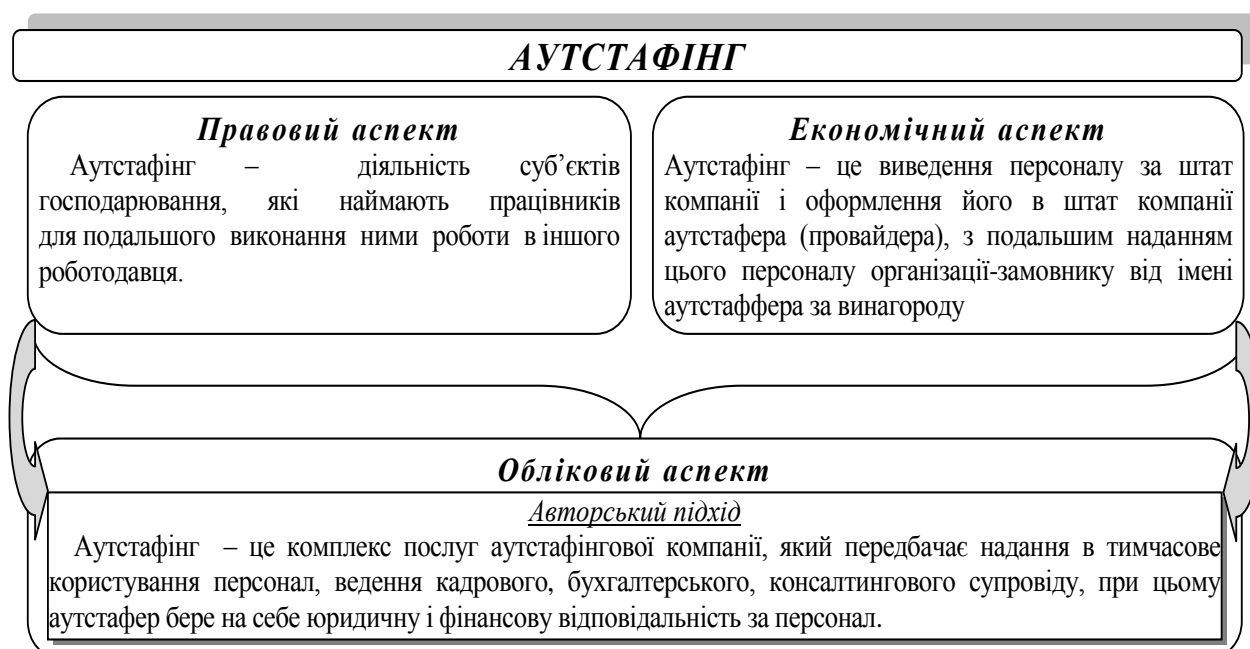 АУТСТАФІНГ
Правовий аспект
Аутстафінг – діяльність суб’єктів
господарювання, які наймають працівників
для подальшого виконання ними роботи в іншого
роботодавця.
Економічний аспект
Аутстафінг – це виведення персоналу за штат
компанії і оформлення його в штат компанії
аутстафера (провайдера), з подальшим наданням
цього персоналу організації-замовнику від імені
аутстаффера за винагороду
Обліковий аспект
Авторський підхід
Аутстафінг – це комплекс послуг аутстафінгової компанії, який передбачає надання в тимчасове
користування персонал, ведення кадрового, бухгалтерського, консалтингового супровіду, при цьому
аутстафер бере на себе юридичну і фінансову відповідальність за персонал.